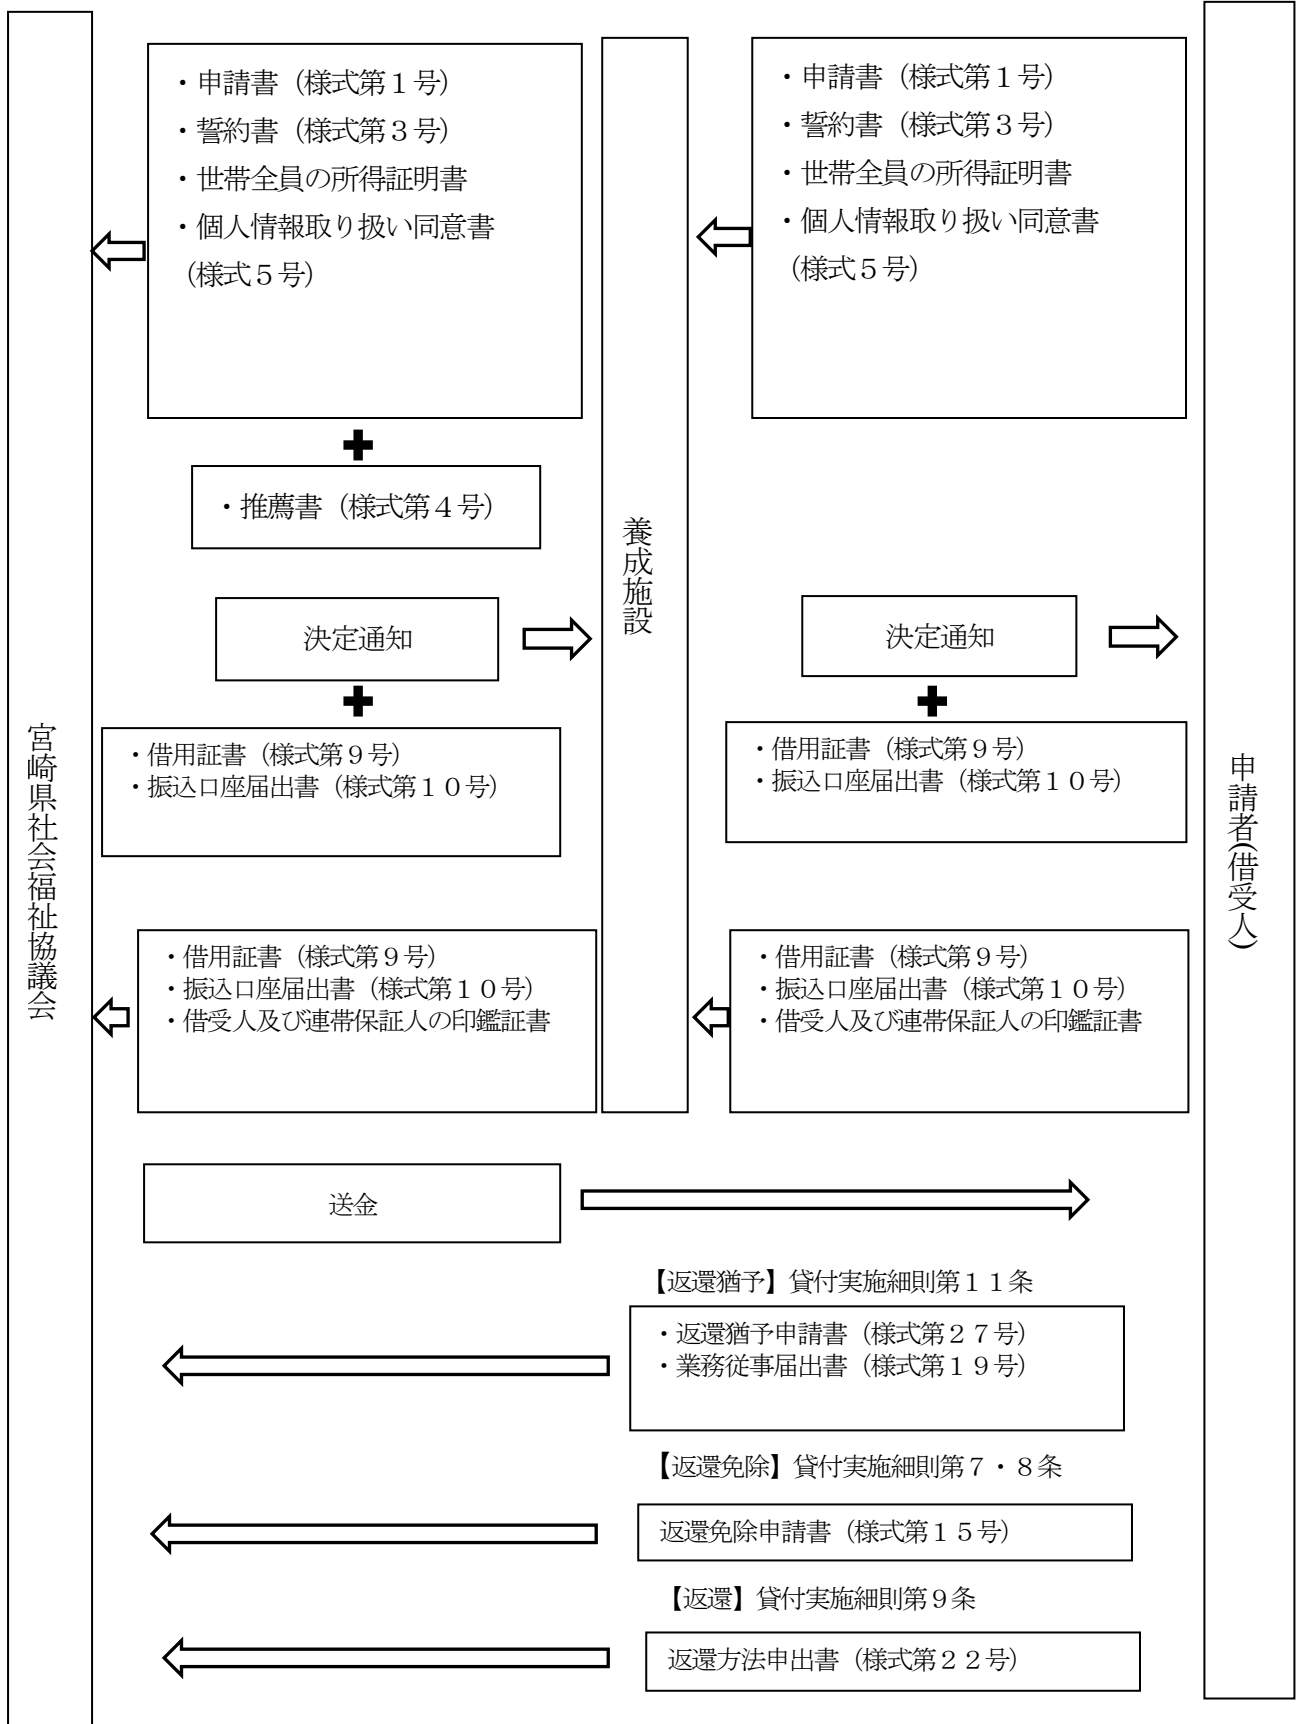 ・申請書（様式第１号）
・誓約書（様式第３号）
・世帯全員の所得証明書
・個人情報取り扱い同意書
（様式５号）
・申請書（様式第１号）
・誓約書（様式第３号）
・世帯全員の所得証明書
・個人情報取り扱い同意書
（様式５号）
・推薦書（様式第４号）
養成施設
決定通知
決定通知
・借用証書（様式第９号）
・振込口座届出書（様式第１０号）
・借用証書（様式第９号）
・振込口座届出書（様式第１０号）
宮崎県社会福祉協議会
申請者(借受人)
・借用証書（様式第９号）
・振込口座届出書（様式第１０号）
・借受人及び連帯保証人の印鑑証書
・借用証書（様式第９号）
・振込口座届出書（様式第１０号）
・借受人及び連帯保証人の印鑑証書
送金
【返還猶予】貸付実施細則第１１条
・返還猶予申請書（様式第２７号）
・業務従事届出書（様式第１９号）
【返還免除】貸付実施細則第７・８条
返還免除申請書（様式第１５号）
【返還】貸付実施細則第９条
返還方法申出書（様式第２２号）